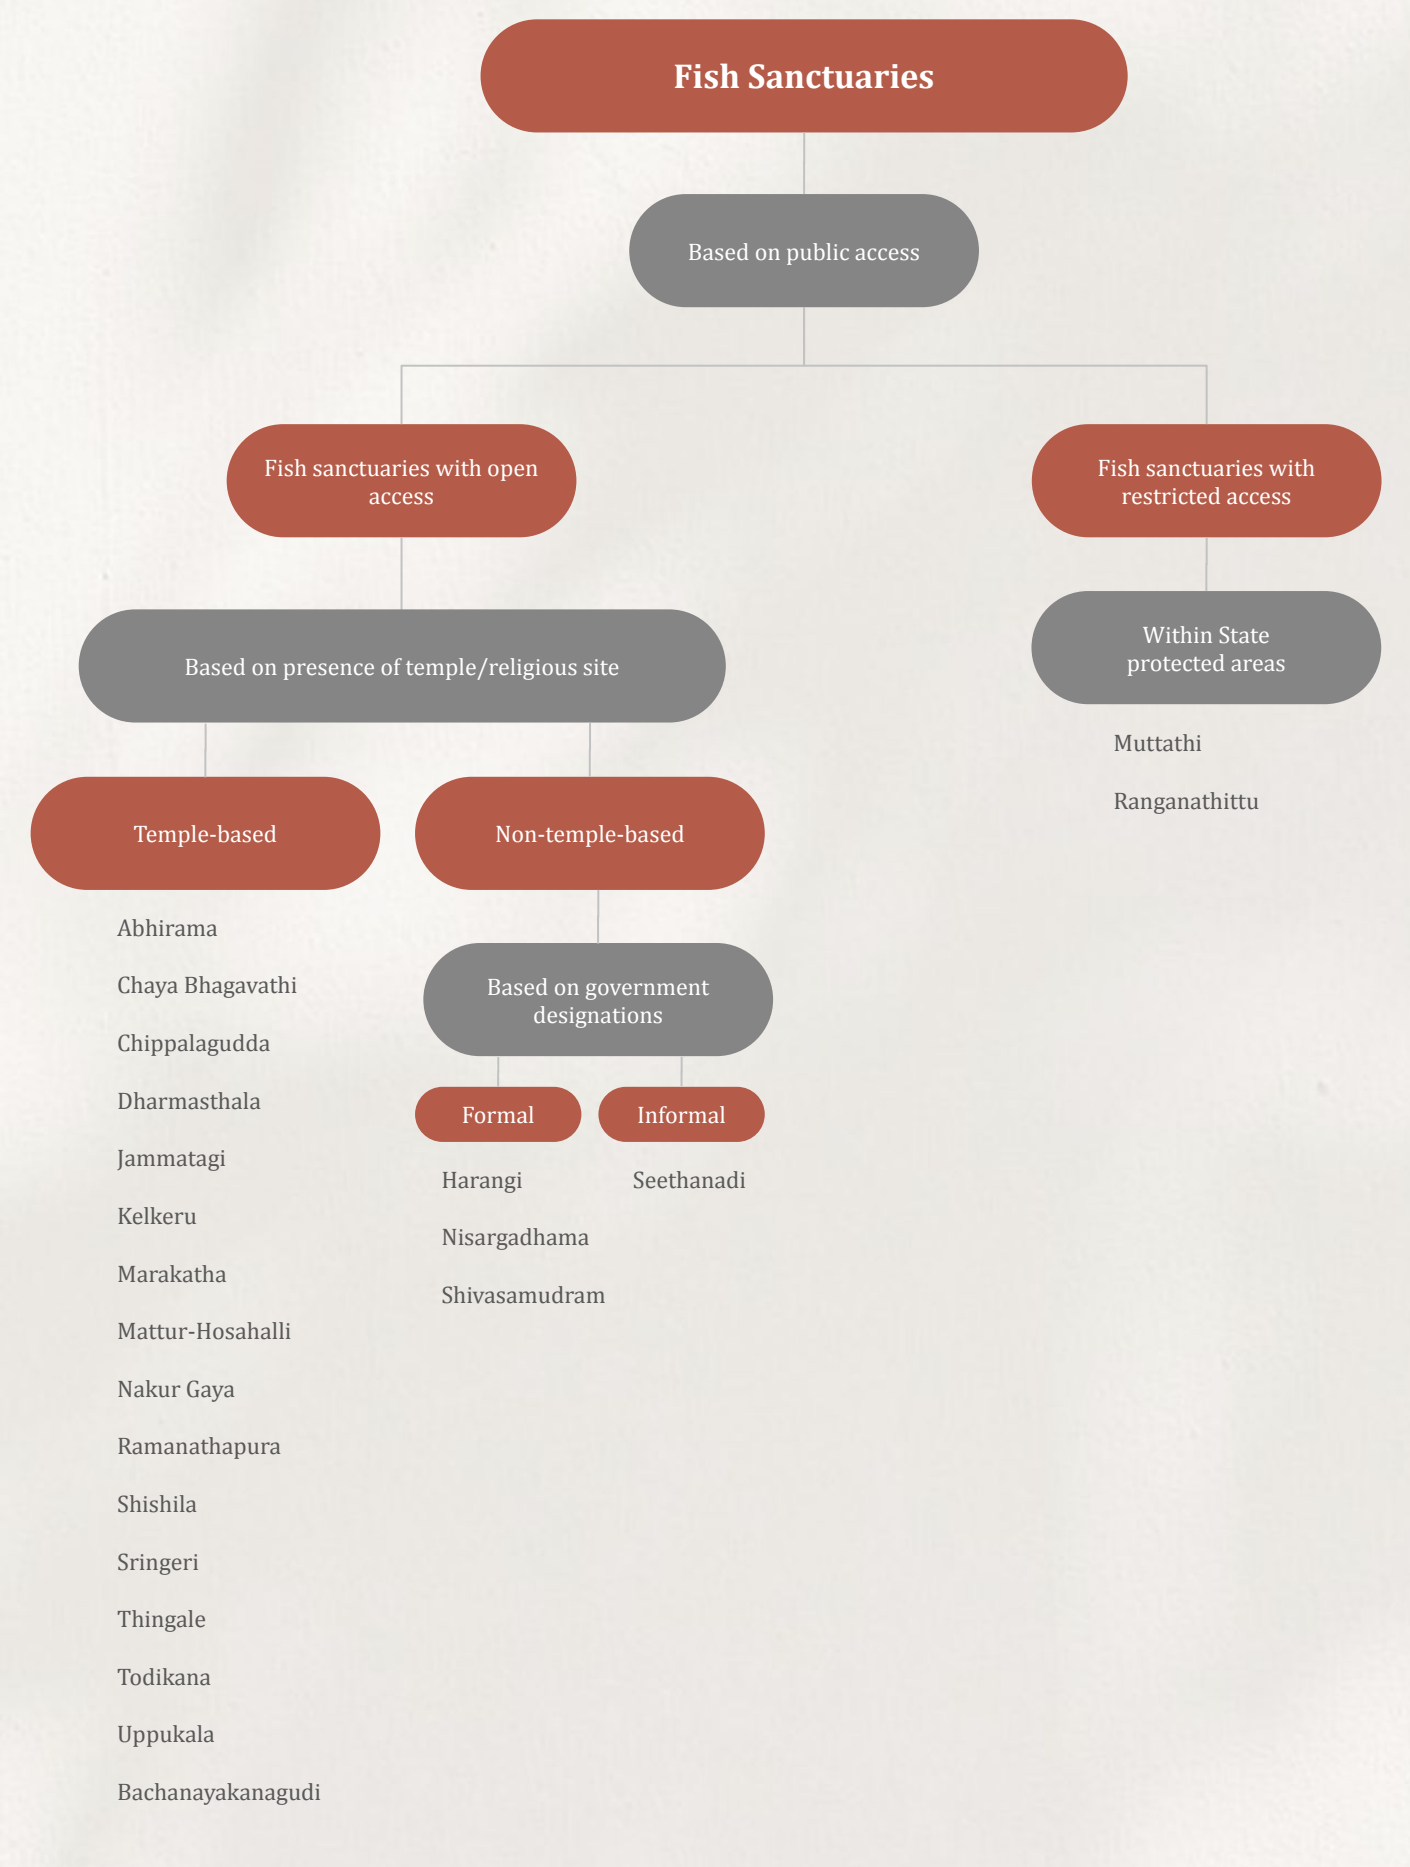 Fish Sanctuaries
Based on public access
Fish sanctuaries with open
access
Fish sanctuaries with
restricted access
Based on presence of temple/religious site
Within State
protected areas
Muttathi
Ranganathittu
Temple-based
Non-temple-based
Abhirama
Chaya Bhagavathi
Chippalagudda
Dharmasthala
Jammatagi
Kelkeru
Marakatha
Mattur-Hosahalli
Nakur Gaya
Ramanathapura
Shishila
Sringeri
Thingale
Todikana
Uppukala
Bachanayakanagudi
Based on government
designations
Formal
Informal
Harangi
Nisargadhama
Shivasamudram
Seethanadi